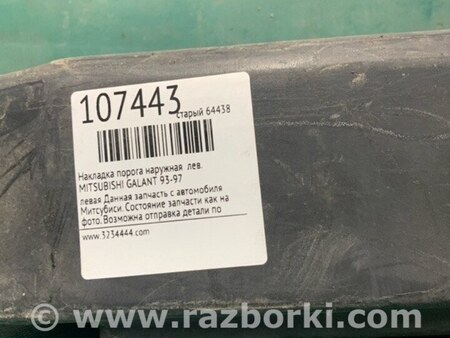 107443
старый 64438
Накладка порога наружная лев.
MITSUBISHI GALANT 93-97
левая Данная запчасть с автомобиля
Митсубиси. Состояние запчасти как на
фото. Возможна отправка детали по
www.3234444.com
© www.razborki.com